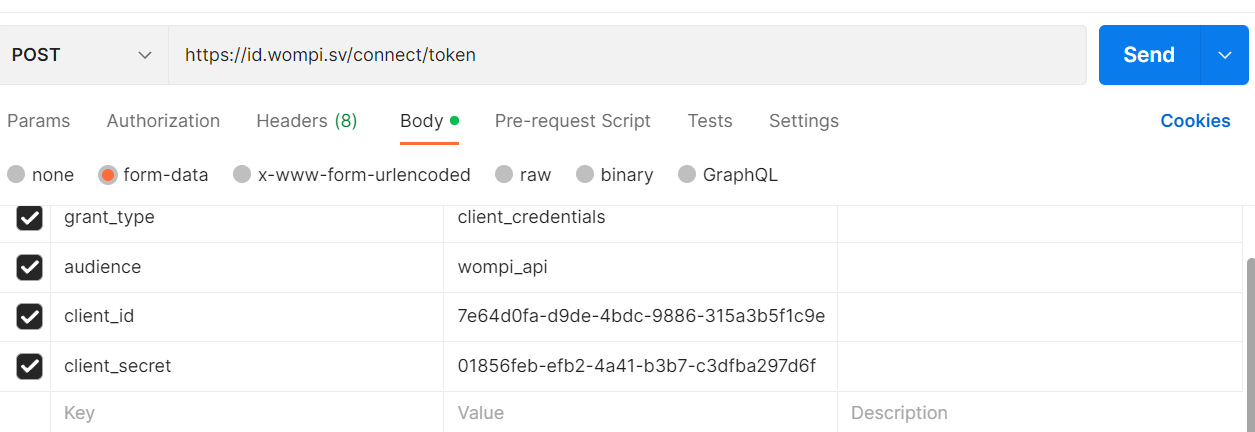 POST https://id.wompi.sv/connect/token Send
Params Authorization Headers (8) Body Pre-request Script Tests Settings Cookies
none form-data x-www-form-urlencoded raw binary GraphQL
grant_type client_credentials
audience wompi_api
client_id 7e64d0fa-d9de-4bdc-9886-315a3b5f1c9e
client_secret 01856feb-efb2-4a41-b3b7-c3dfba297d6f
Key Value Description